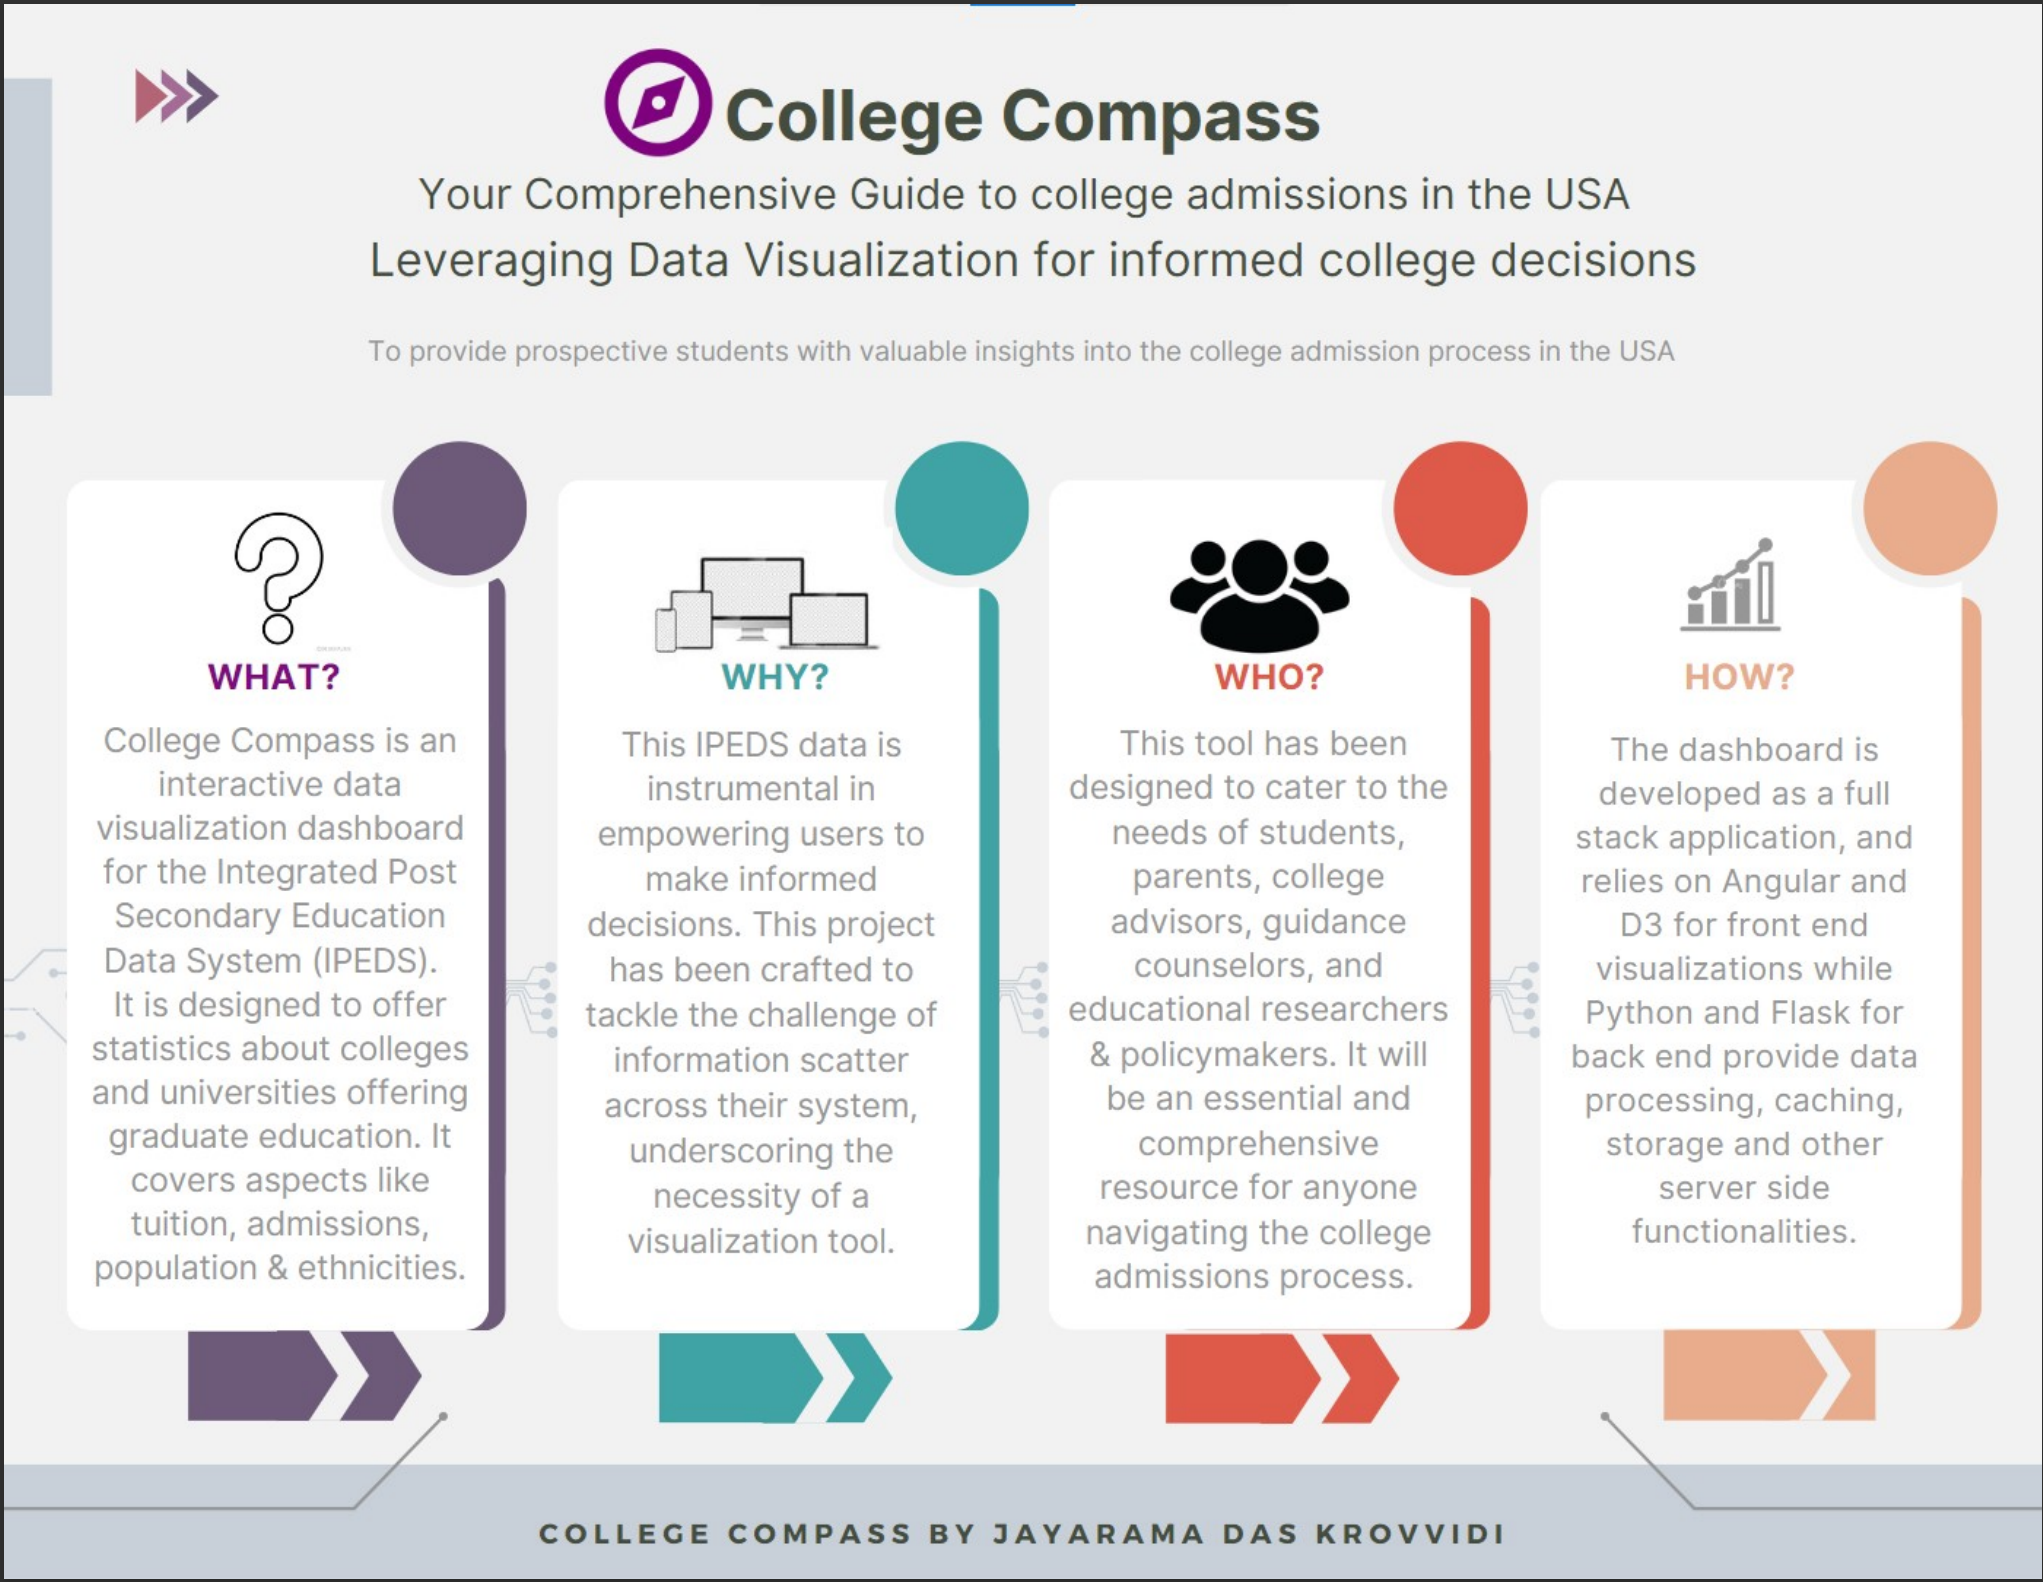 College Compass
Your Comprehensive Guide to college admissions in the USA
Leveraging Data Visualization for informed college decisions
To provide prospective students with valuable insights into the college admission process in the USA
WHAT?
College Compass is an
interactive data
visualization dashboard
for the Integrated Post
Secondary Education
Data System (IPEDS).
It is designed to offer
statistics about colleges
and universities offering
graduate education. It
covers aspects like
tuition, admissions,
population & ethnicities.
WHY?
This IPEDS data is
instrumental in
empowering users to
make informed
decisions. This project
has been crafted to
tackle the challenge of
information scatter
across their system,
underscoring the
necessity of a
visualization tool.
WHO?
This tool has been
designed to cater to the
needs of students,
parents, college
advisors, guidance
counselors, and
educational researchers
& policymakers. It will
be an essential and
comprehensive
resource for anyone
navigating the college
admissions process.
HOW?
The dashboard is
developed as a full
stack application, and
relies on Angular and
D3 for front end
visualizations while
Python and Flask for
back end provide data
processing, caching,
storage and other
server side
functionalities.
COLLEGE COMPASS BY JAYARAMA DAS KROVVIDI